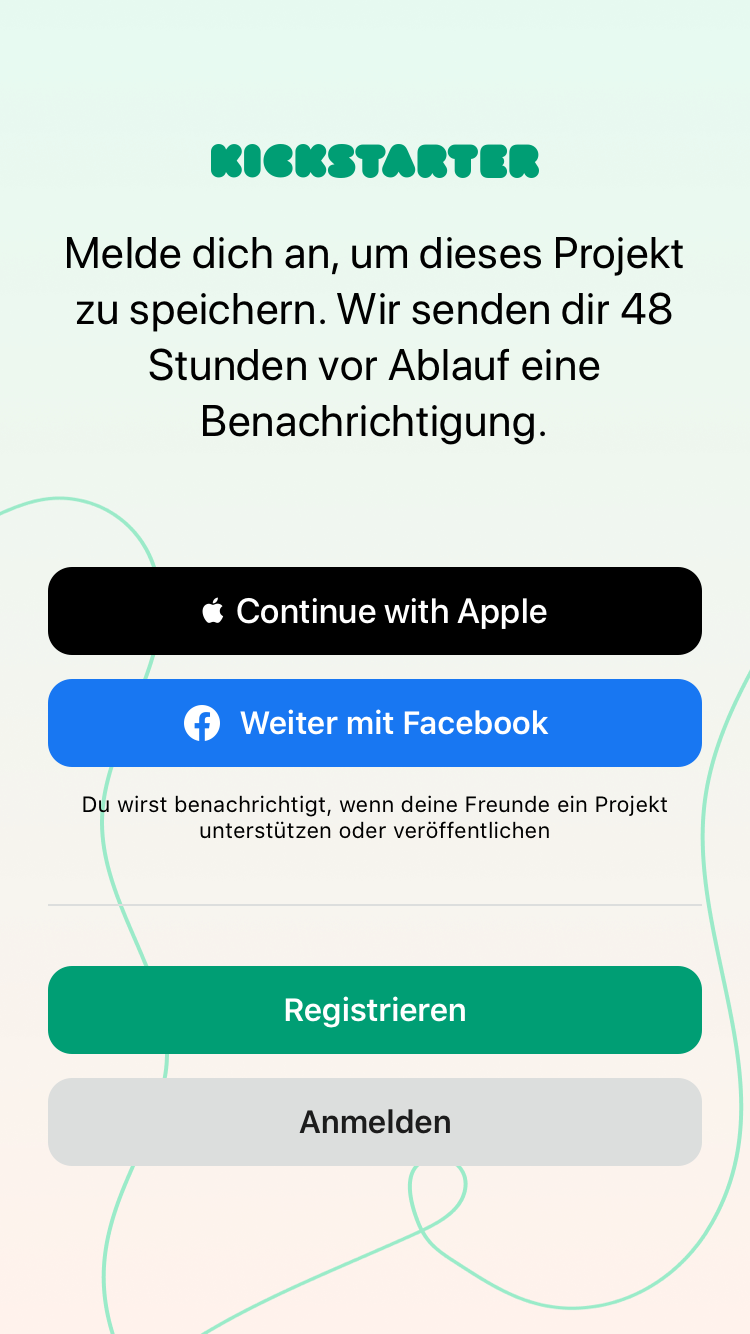 KICKSTARTER
Melde dich an, um dieses Projekt
zu speichern. Wir senden dir 48
Stunden vor Ablauf eine
Benachrichtigung.
Continue with Apple
Weiter mit Facebook
Du wirst benachrichtigt, wenn deine Freunde ein Projekt
unterstützen oder veröffentlichen
Registrieren
Anmelden